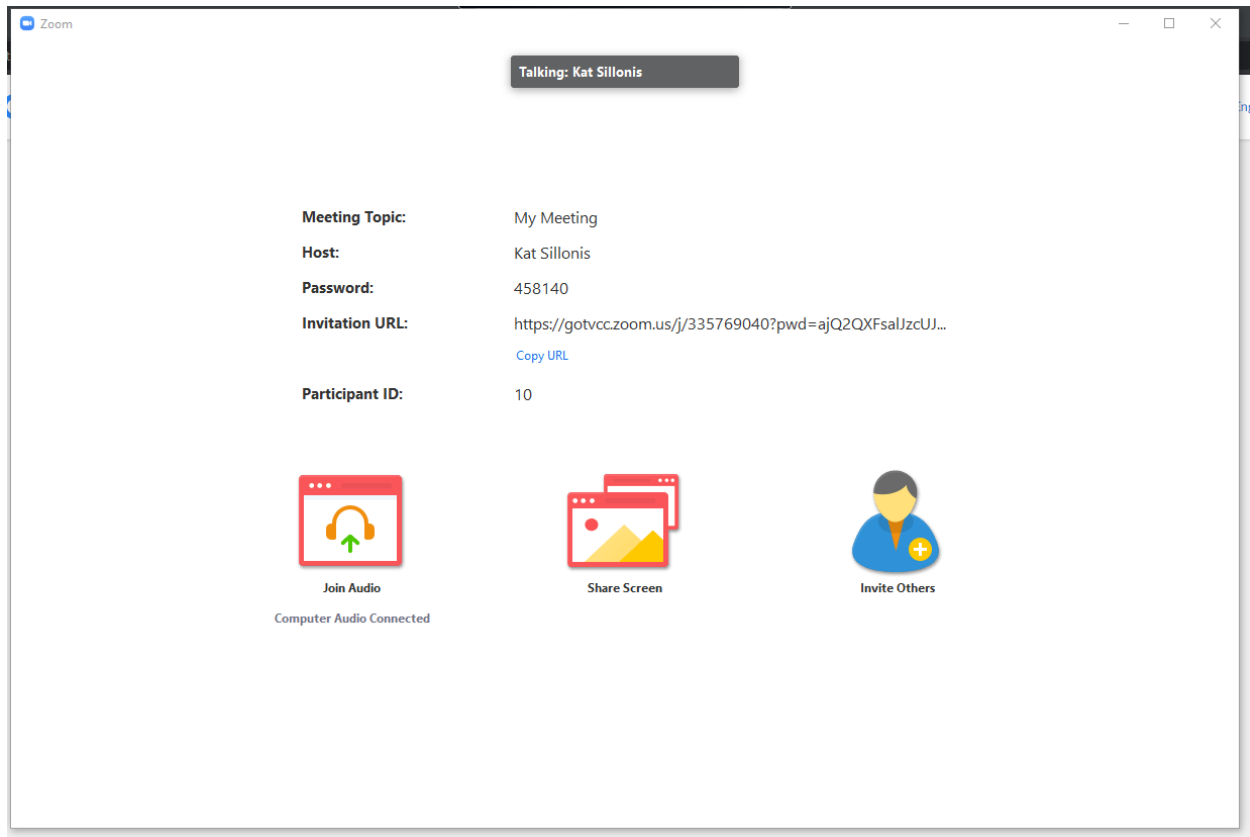 Zoom
Talking: Kat Sillonis
Meeting Topic: My Meeting
Host: Kat Sillonis
Password: 458140
Invitation URL: https://gotvcc.zoom.us/j/335769040?pwd=ajQ2QXFsalJzcUJ...
Copy URL
Participant ID: 10
Join Audio Share Screen Invite Others
Computer Audio Connected